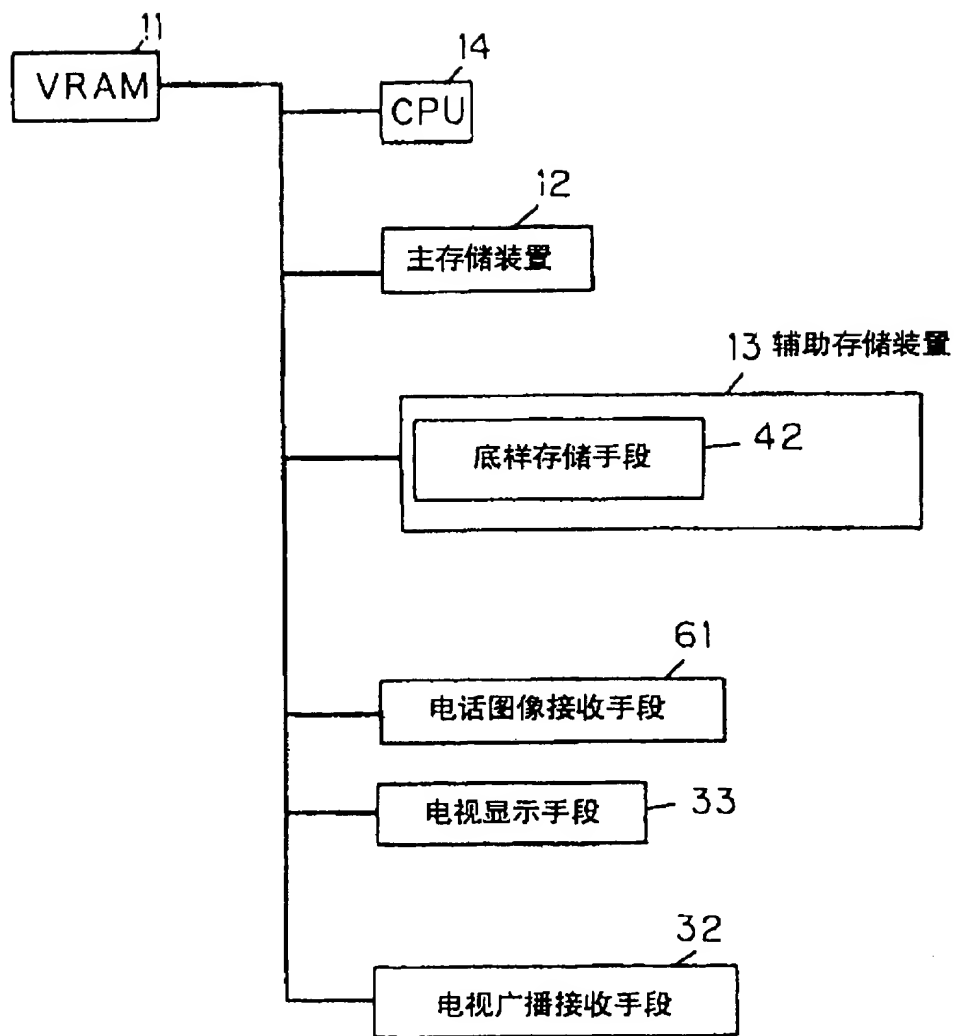 11
VRAM
14
CPU
12
主存储装置
13 辅助存储装置
底样存储手段
42
61
电话图像接收手段
电视显示手段
33
32
电视广播接收手段